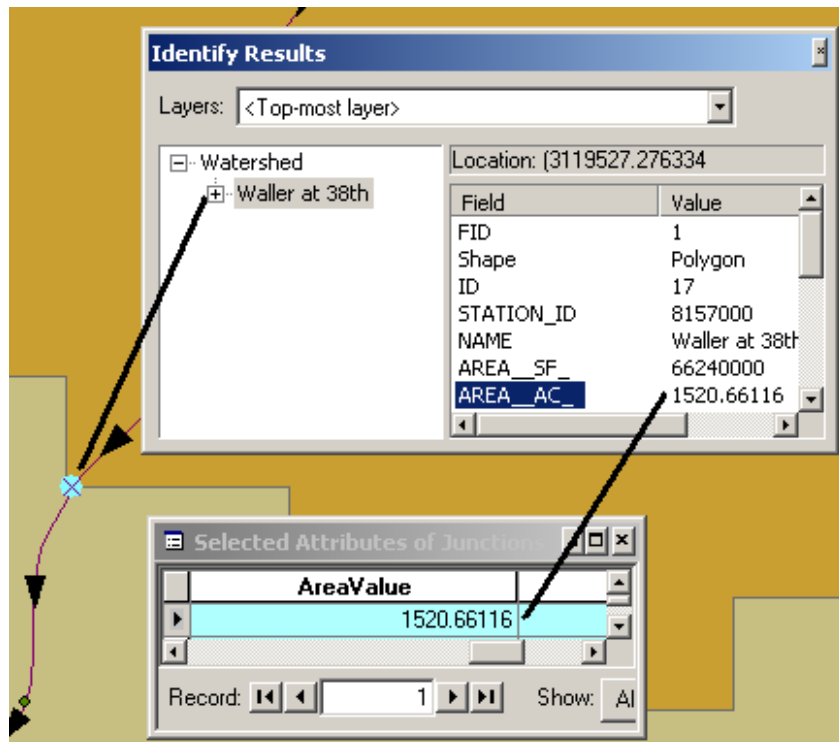 Identify Results
Layers: <Top-most layer>
Watershed
Waller at 38th
Location: (3119527.276334
Field Value
FID 1
Shape Polygon
ID 17
STATION_ID 8157000
NAME Waller at 38th
AREA__SF_ 66240000
AREA__AC_ 1520.66116
Selected Attributes of Junctions
AreaValue
1520.66116
Record: 1 Show: Al